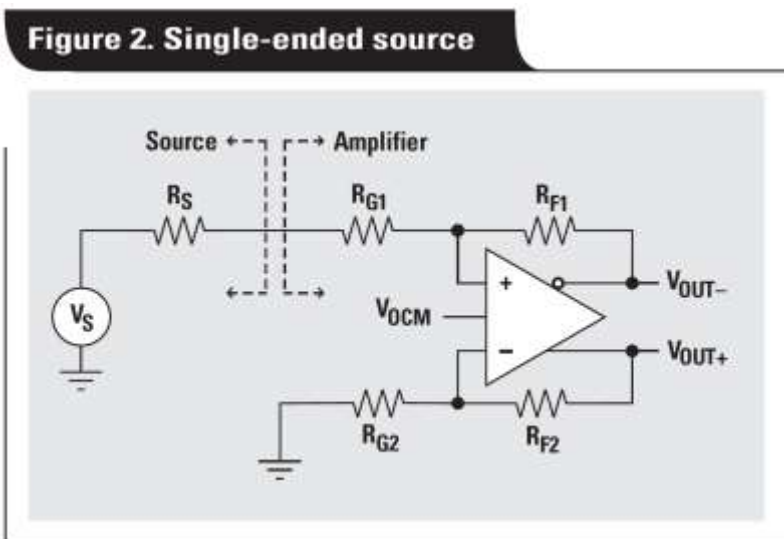 Figure 2. Single-ended source
Source Amplifier
RS RG1 RF1
+ VOUT–
VS VOCM
– VOUT+
RG2 RF2